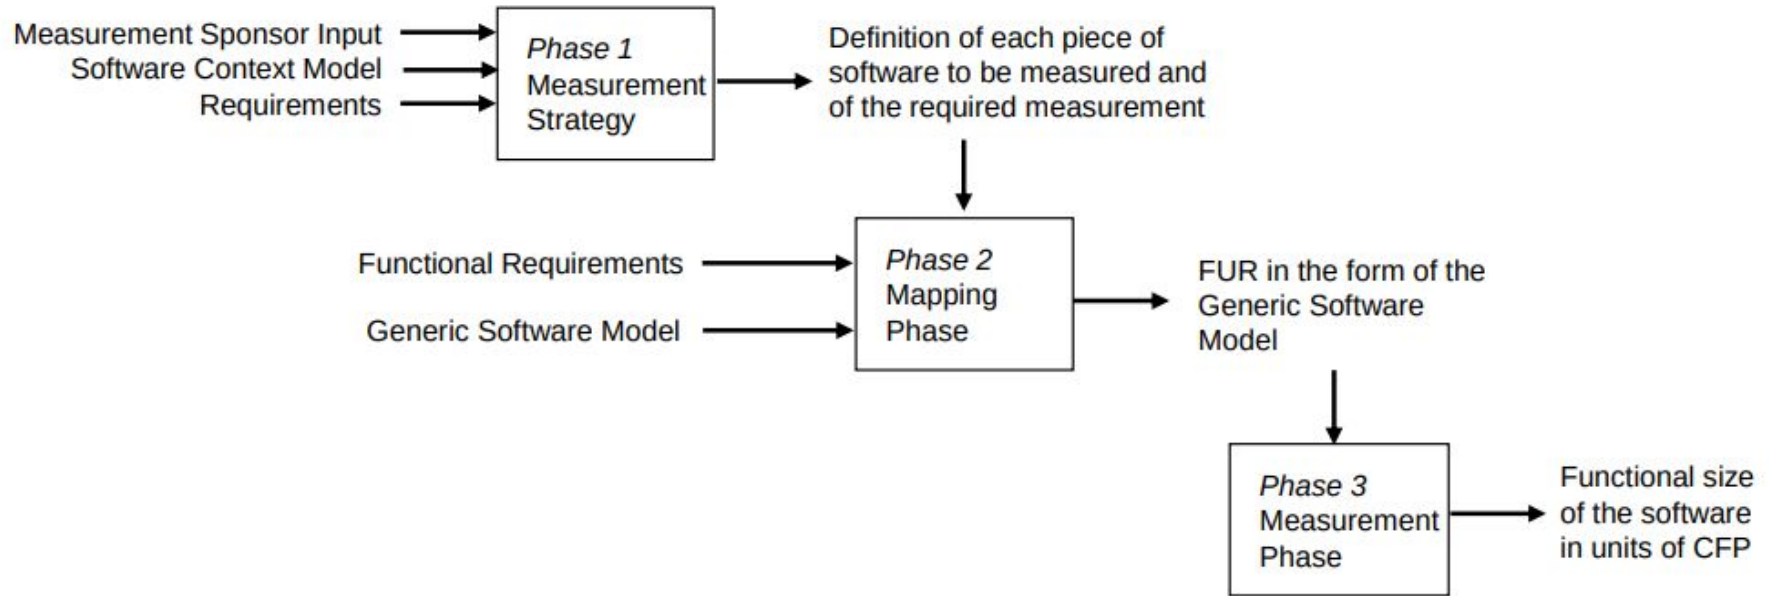 Measurement Sponsor Input
Software Context Model
Requirements
Phase 1
Measurement
Strategy
Definition of each piece of
software to be measured and
of the required measurement
Functional Requirements
Generic Software Model
Phase 2
Mapping
Phase
FUR in the form of the
Generic Software
Model
Phase 3
Measurement
Phase
Functional size
of the software
in units of CFP